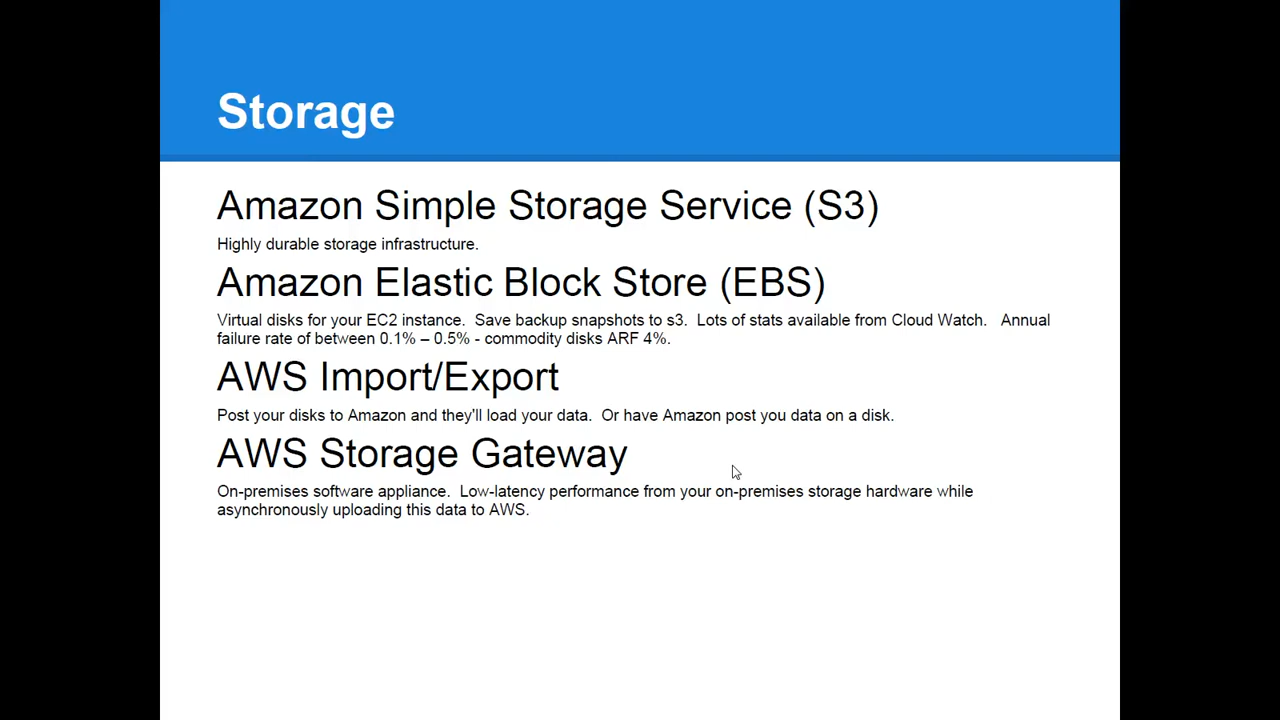 Storage
Amazon Simple Storage Service (S3)
Highly durable storage infrastructure.
Amazon Elastic Block Store (EBS)
Virtual disks for your EC2 instance.  Save backup snapshots to s3.  Lots of stats available from Cloud Watch.   Annual
failure rate of between 0.1% – 0.5% - commodity disks ARF 4%.
AWS Import/Export
Post your disks to Amazon and they'll load your data.  Or have Amazon post you data on a disk.
AWS Storage Gateway
On-premises software appliance.  Low-latency performance from your on-premises storage hardware while
asynchronously uploading this data to AWS.